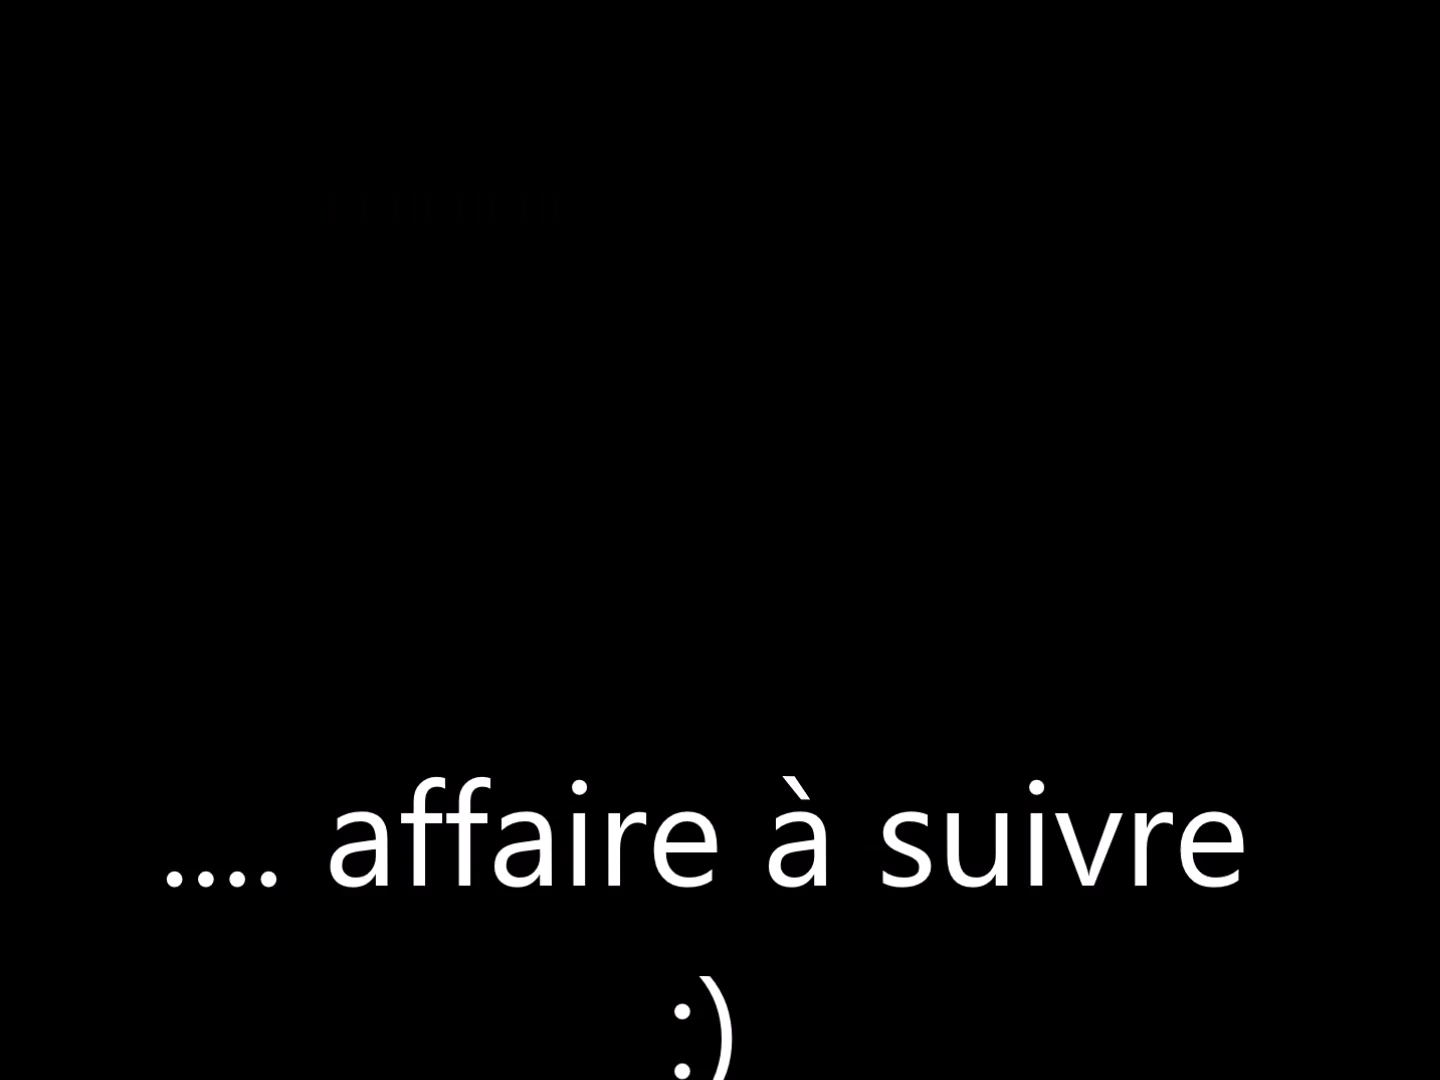 .... affaire à suivre
:)